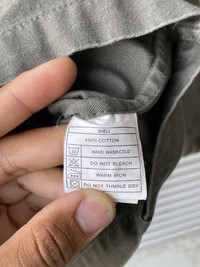 SHELL
100% COTTON
HAND WASH-COLD
DO NOT BLEACH
WARM IRON
DO NOT TUMBLE DRY